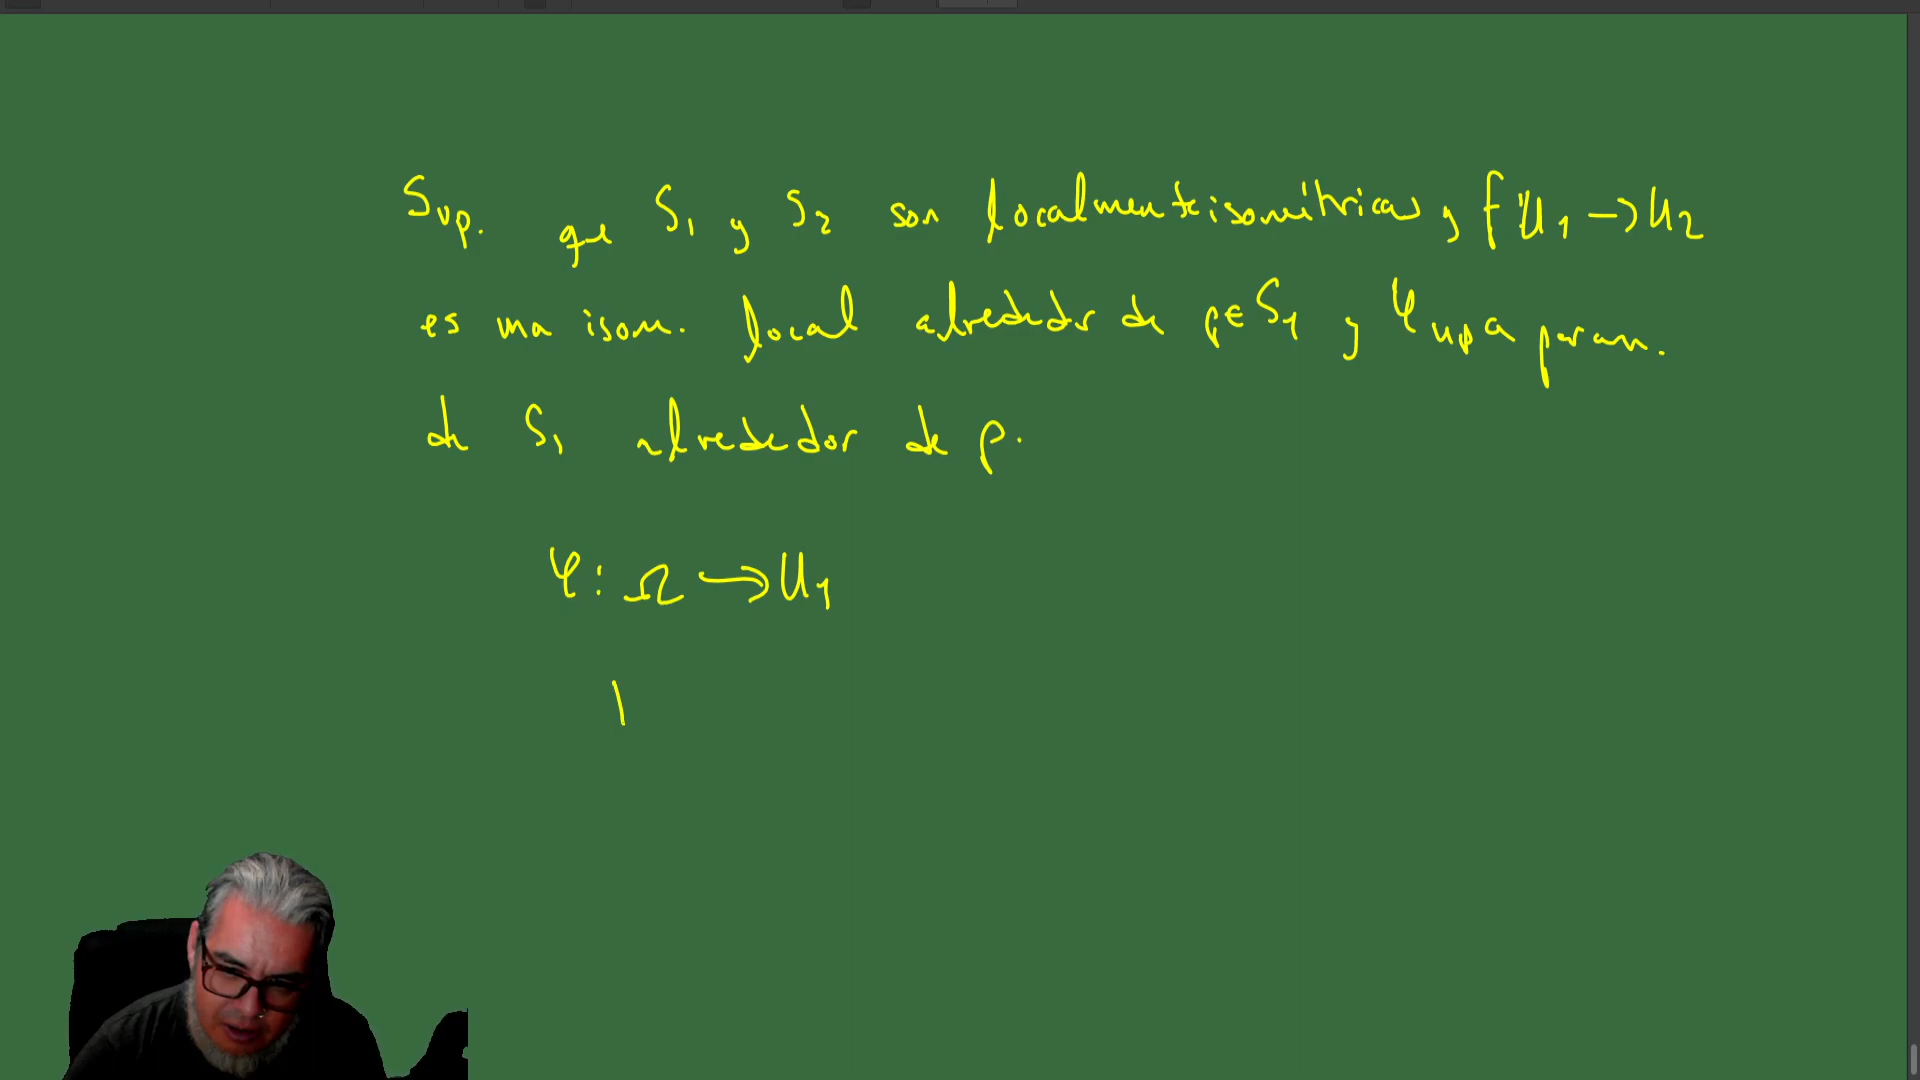 Sup. que S₁ y S₂ son localmente isométricas y f: U₁ → U₂
es una isom. local alrededor de p∈S₁ y φ una param.
de S₁ alrededor de p.
φ: Ω → U₁